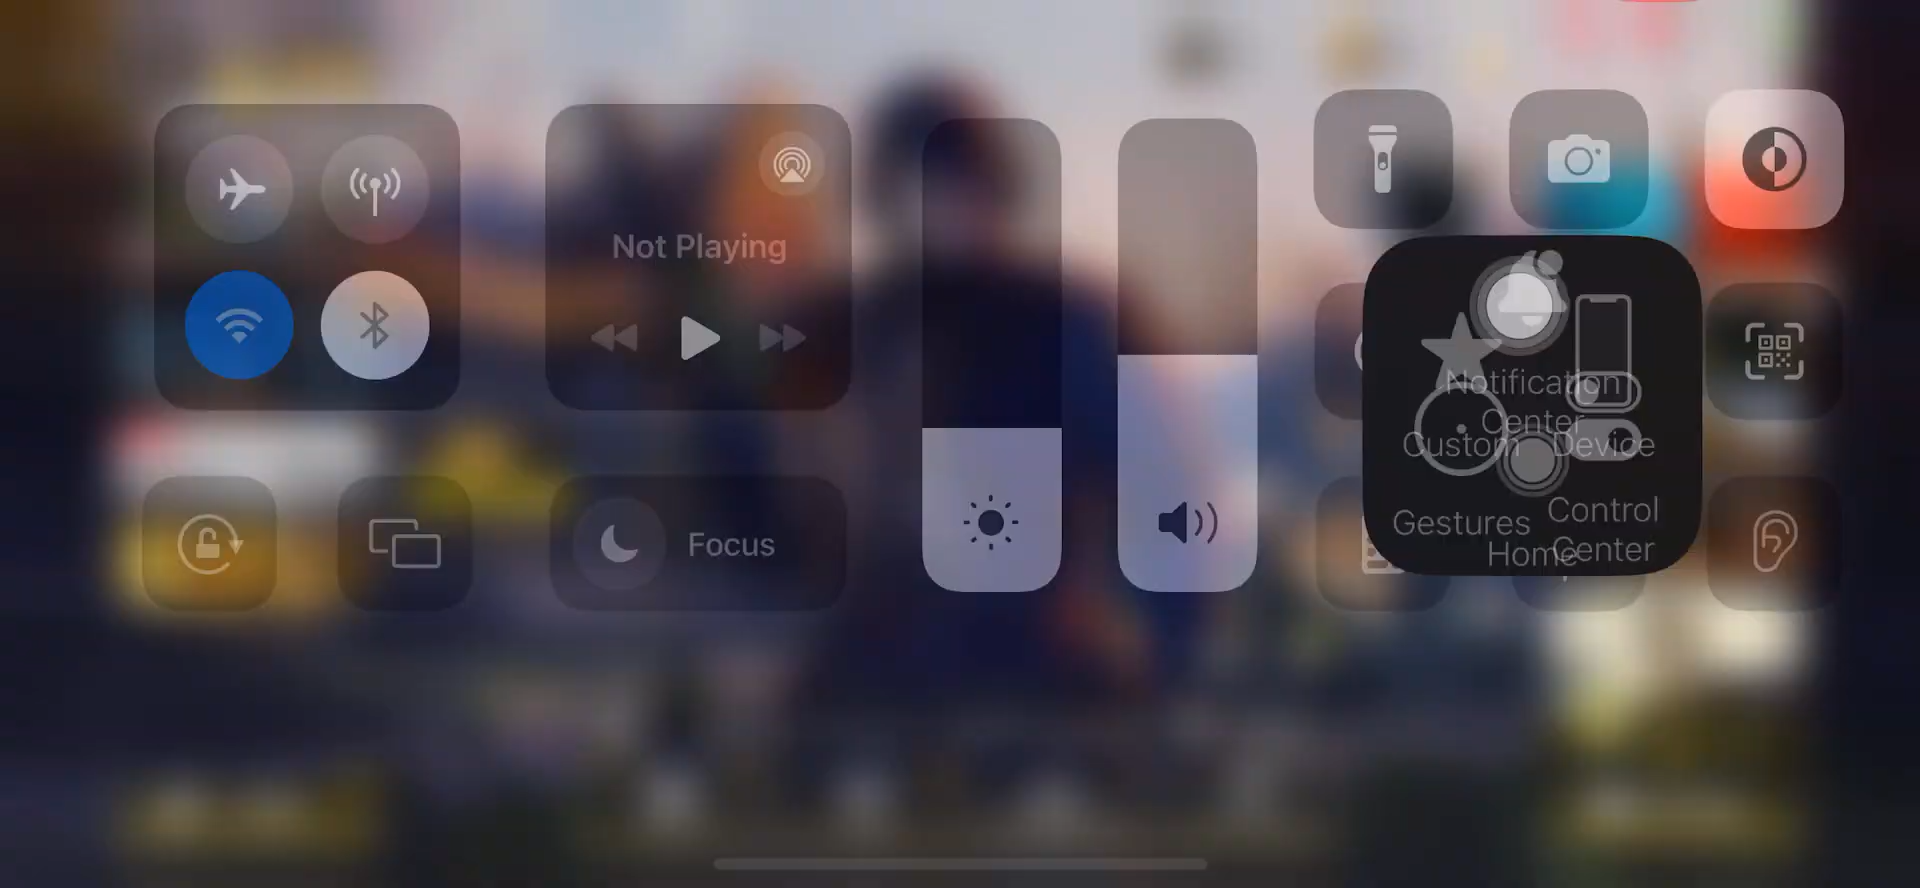 Not Playing
Focus
Notification
Center
Custom
Device
Gestures
Control
Center
Home